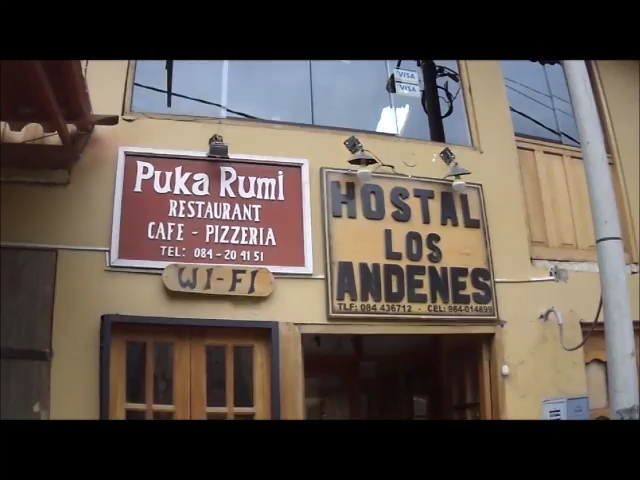 VISA
VISA
Puka Rumi
RESTAURANT
CAFE - PIZZERIA
TEL: 084-20 41 51
WI-FI
HOSTAL
LOS
ANDENES
TLF: 084 436712 - CEL: 984-014899